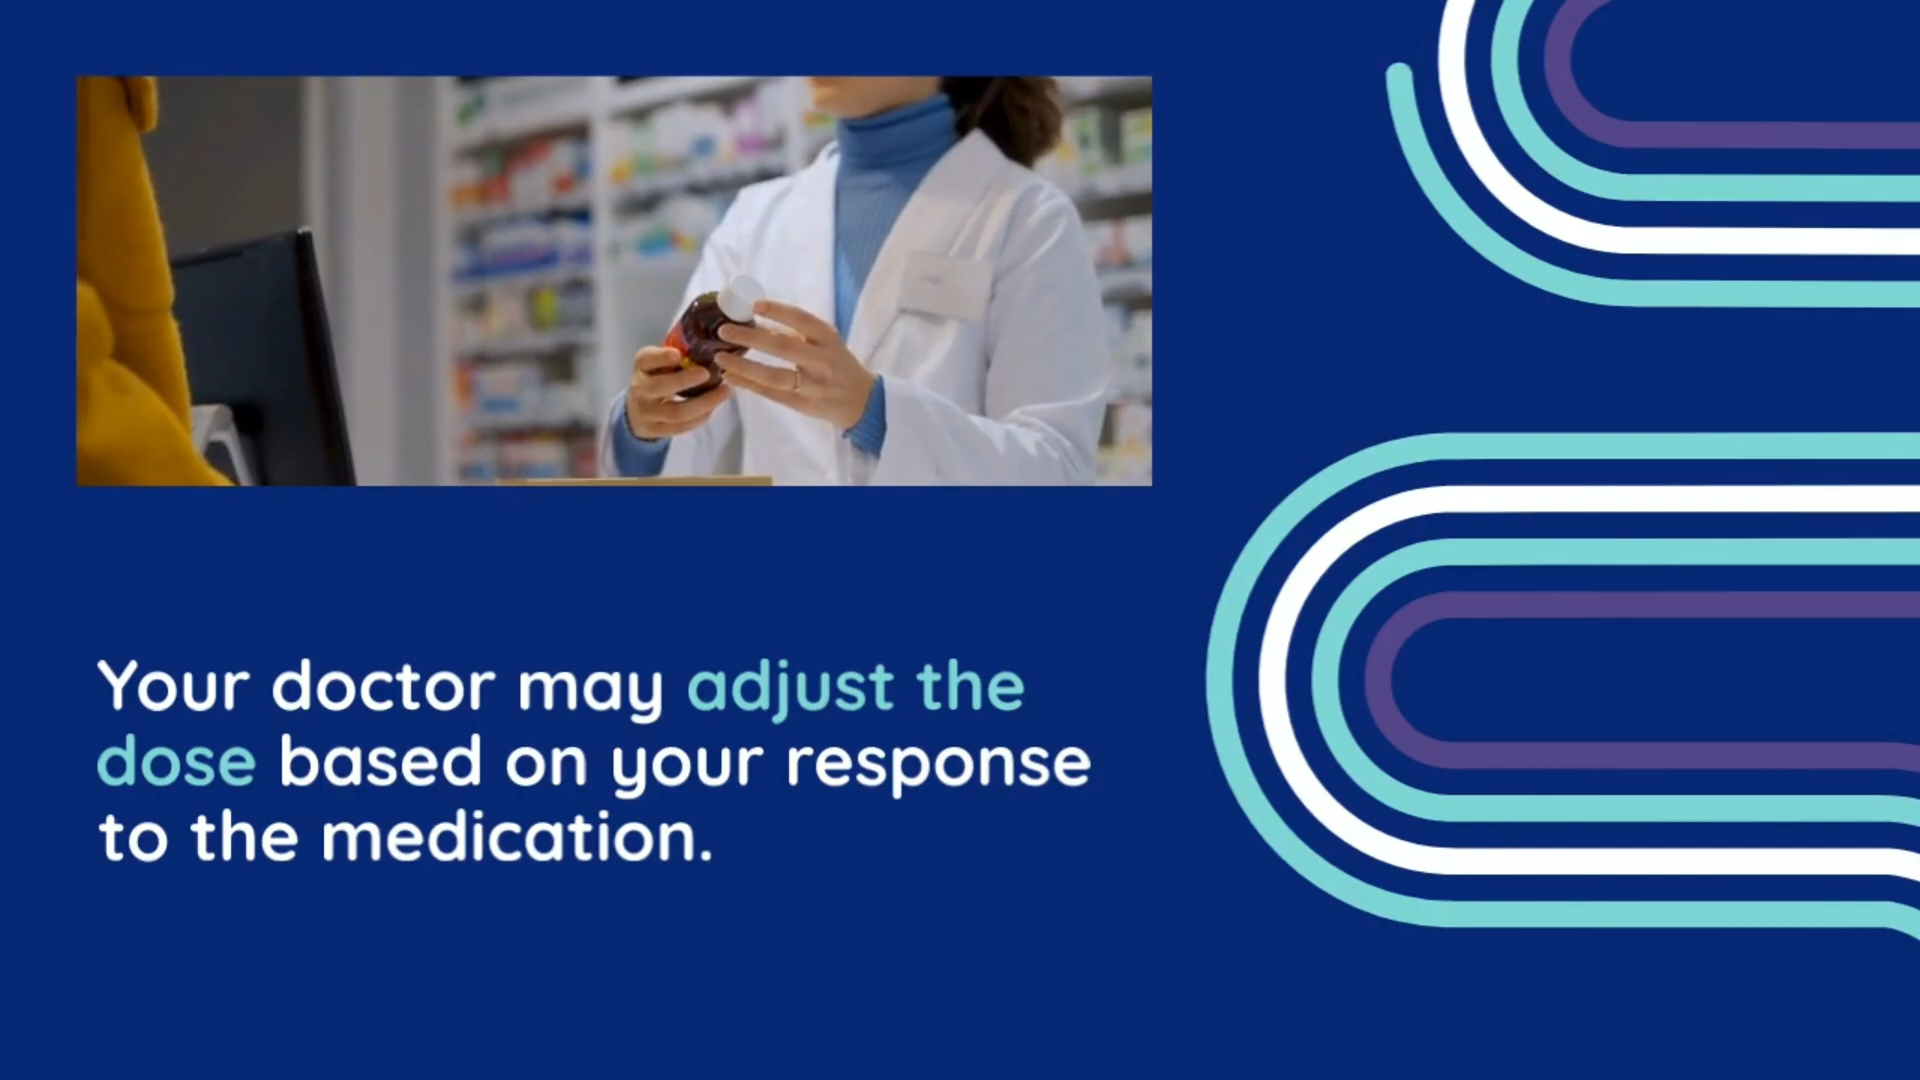 Your doctor may adjust the
dose based on your response
to the medication.